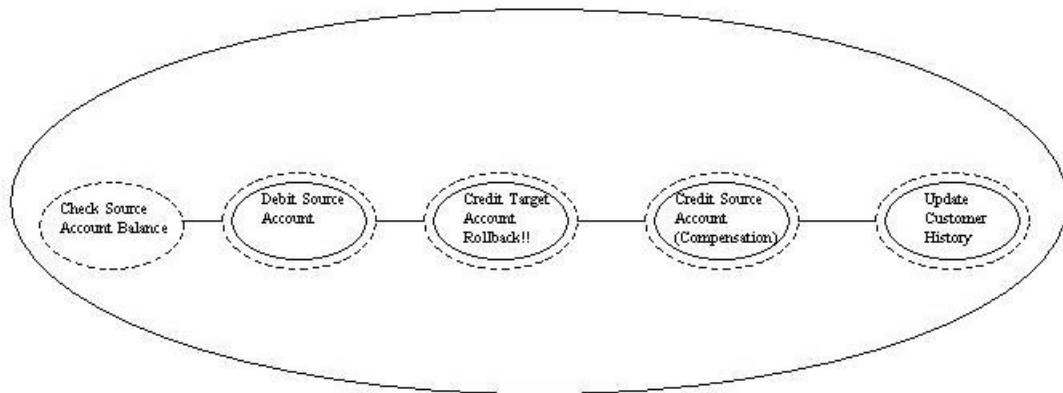 Check Source
Account Balance
Debit Source
Account
Credit Target
Account
Rollback!!
Credit Source
Account
(Compensation)
Update
Customer
History